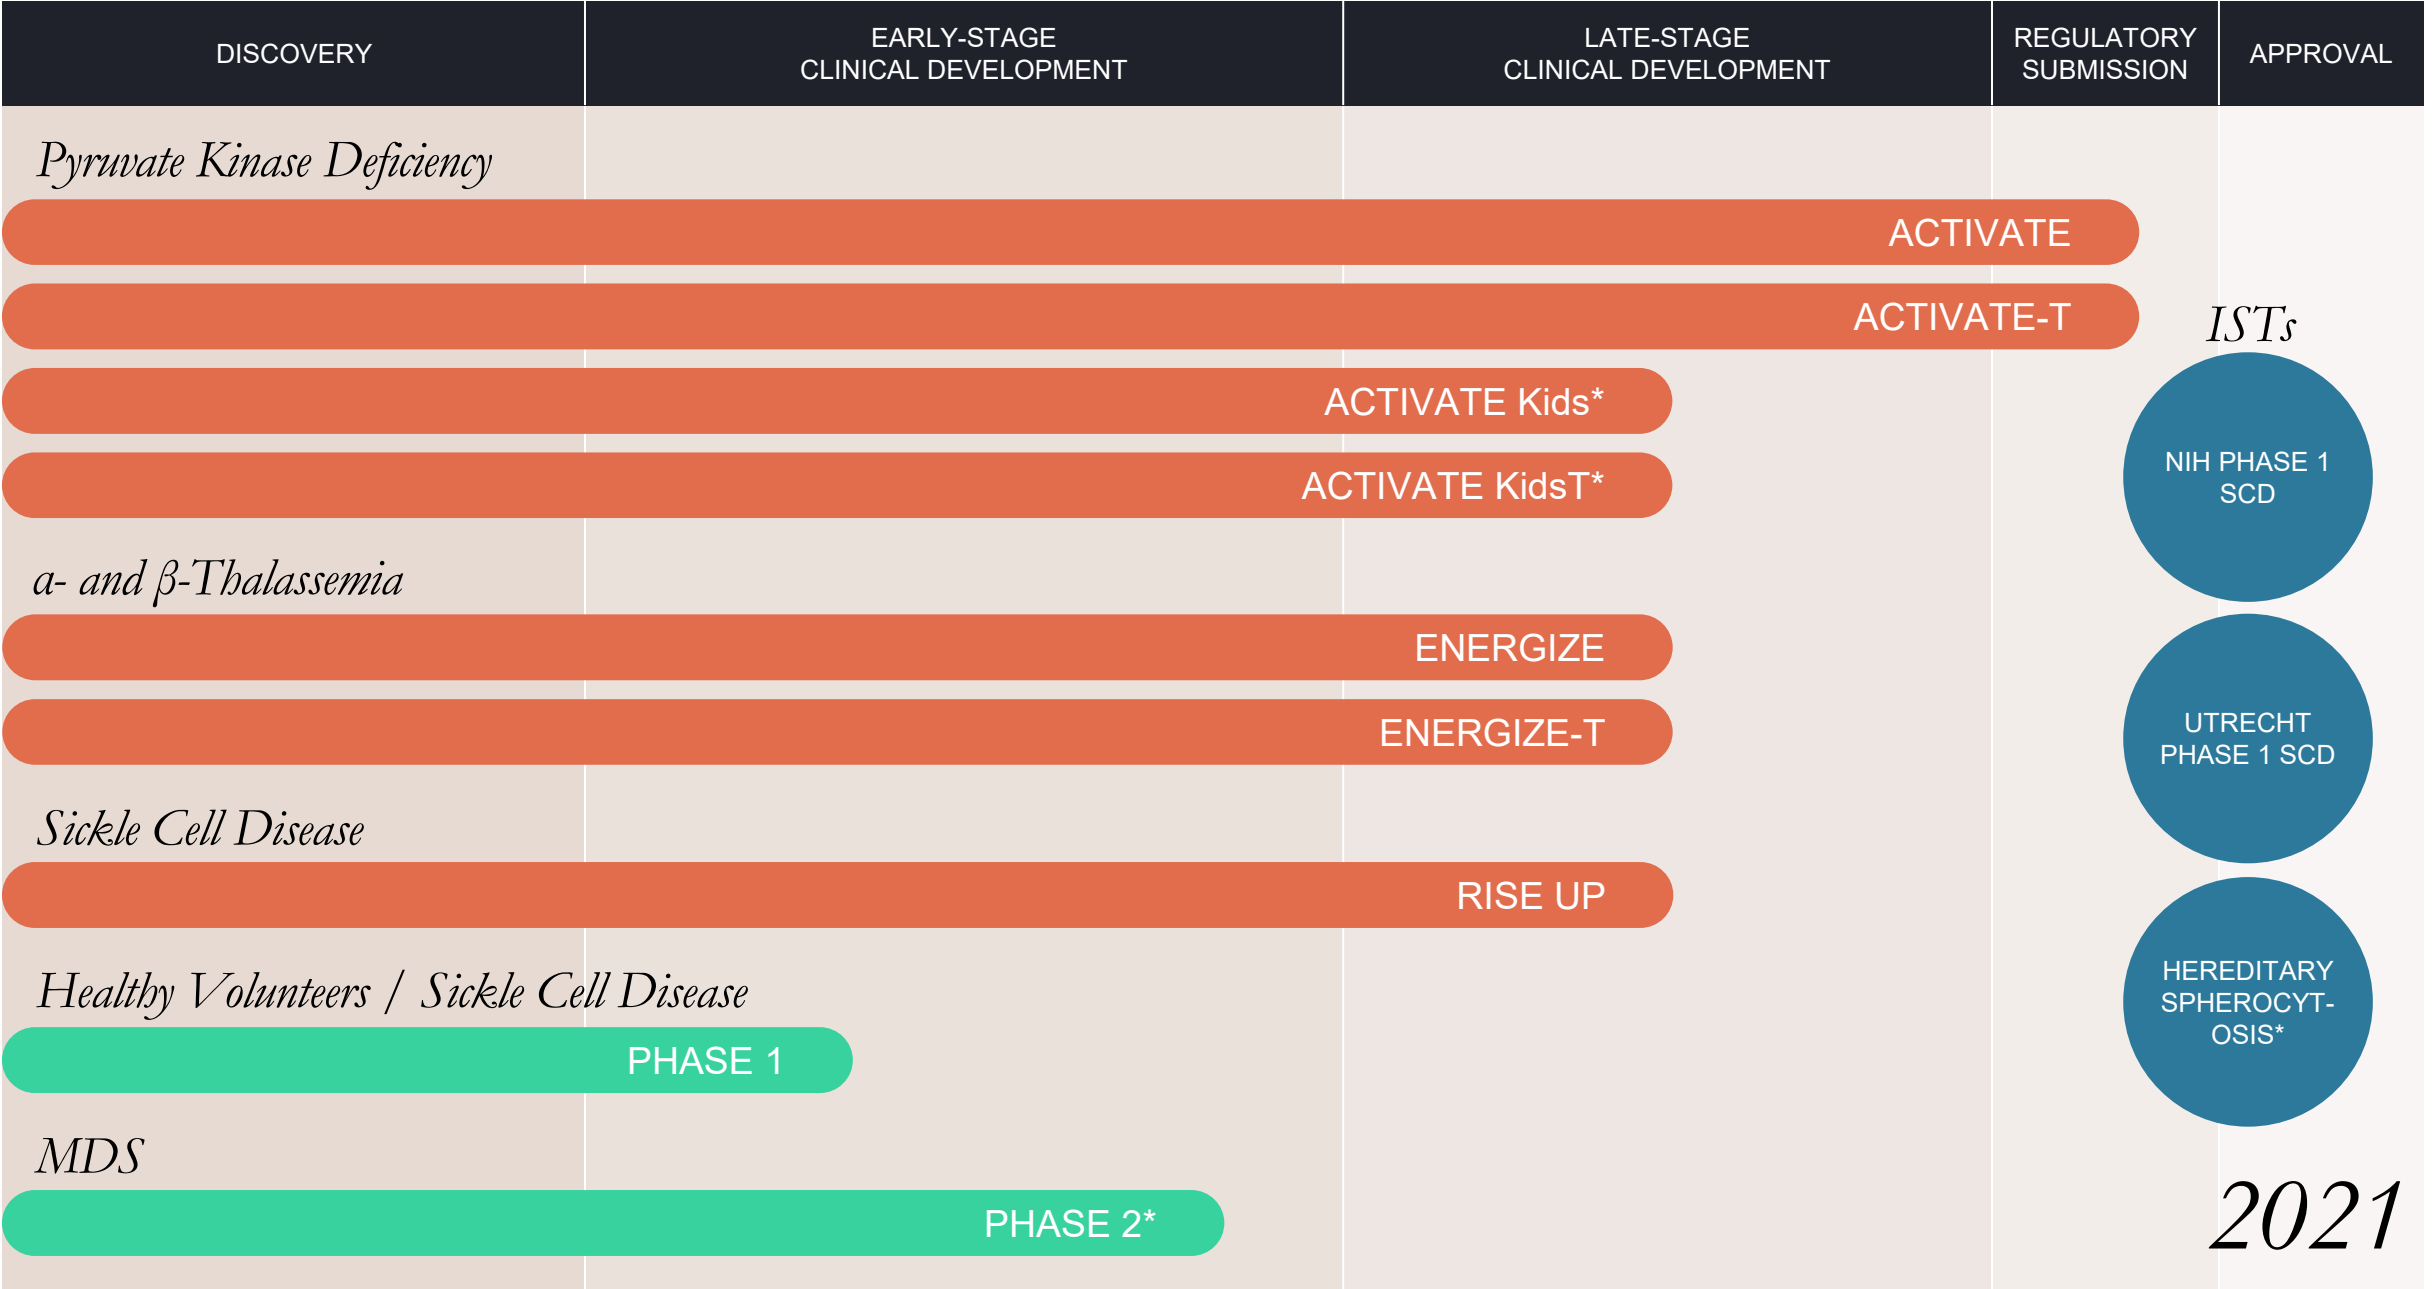 DISCOVERY
EARLY-STAGE
CLINICAL DEVELOPMENT
LATE-STAGE
CLINICAL DEVELOPMENT
REGULATORY
SUBMISSION
APPROVAL
Pyruvate Kinase Deficiency
ACTIVATE
ACTIVATE-T
ACTIVATE Kids*
ACTIVATE KidsT*
α- and β-Thalassemia
ENERGIZE
ENERGIZE-T
Sickle Cell Disease
RISE UP
Healthy Volunteers / Sickle Cell Disease
PHASE 1
MDS
PHASE 2*
ISTs
NIH PHASE 1
SCD
UTRECHT
PHASE 1 SCD
HEREDITARY
SPHEROCYT-
OSIS*
2021